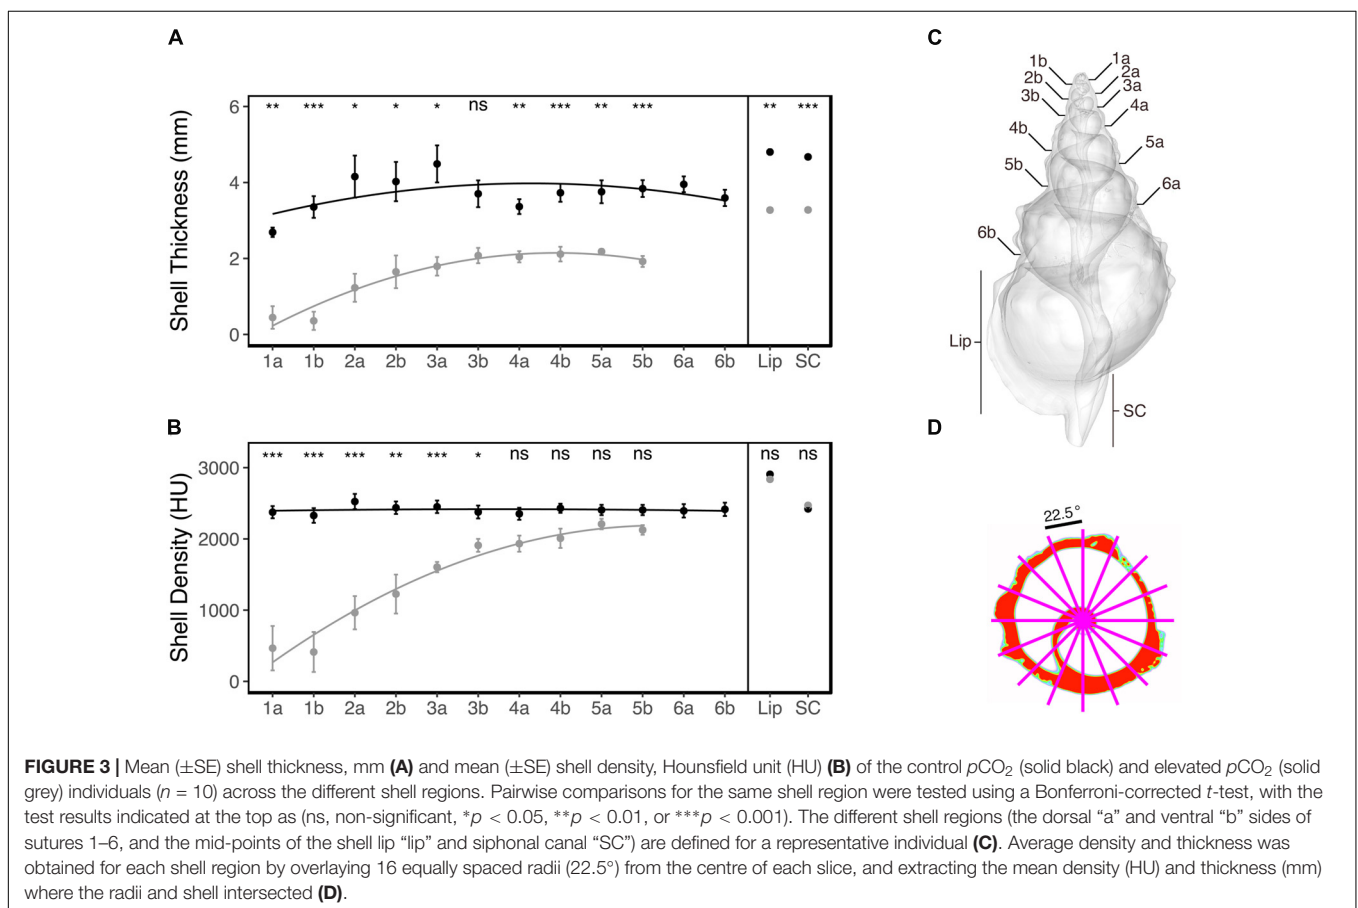 A
Shell Thickness (mm)
6
4
2
0
** *** * * * ns ** *** ** *** ** ***
1a 1b 2a 2b 3a 3b 4a 4b 5a 5b 6a 6b Lip SC
B
Shell Density (HU)
3000
2000
1000
0
*** *** *** ** *** * ns ns ns ns ns ns
1a 1b 2a 2b 3a 3b 4a 4b 5a 5b 6a 6b Lip SC
C
1b 1a
2b 2a
3b 3a
4a
4b
5a
5b
6a
6b
Lip
SC
D
22.5°
FIGURE 3 | Mean (±SE) shell thickness, mm (A) and mean (±SE) shell density, Hounsfield unit (HU) (B) of the control pCO₂ (solid black) and elevated pCO₂ (solid
grey) individuals (n = 10) across the different shell regions. Pairwise comparisons for the same shell region were tested using a Bonferroni-corrected t-test, with the
test results indicated at the top as (ns, non-significant, *p < 0.05, **p < 0.01, or ***p < 0.001). The different shell regions (the dorsal “a” and ventral “b” sides of
sutures 1–6, and the mid-points of the shell lip “lip” and siphonal canal “SC”) are defined for a representative individual (C). Average density and thickness was
obtained for each shell region by overlaying 16 equally spaced radii (22.5°) from the centre of each slice, and extracting the mean density (HU) and thickness (mm)
where the radii and shell intersected (D).